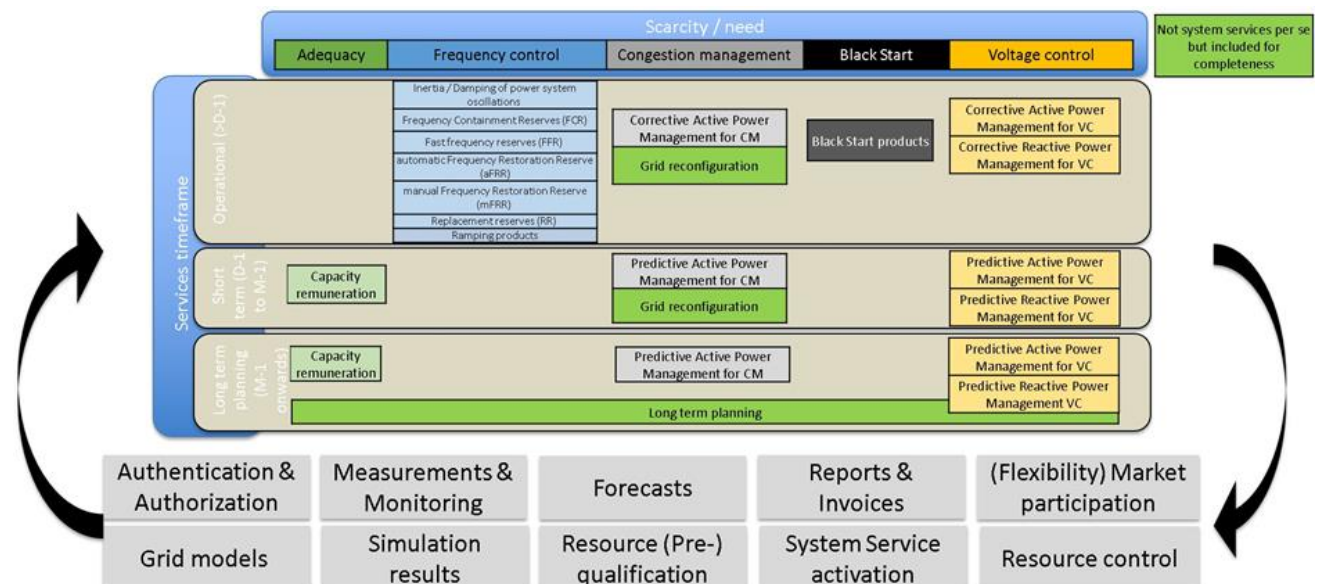 Scarcity / need
Not system services per se
but included for
completeness
Adequacy
Frequency control
Congestion management
Black Start
Voltage control
Services timeframe
Operational (>D-1)
Inertia / Damping of power system
oscillations
Frequency Containment Reserves (FCR)
Fast frequency reserves (FFR)
automatic Frequency Restoration Reserve
(aFRR)
manual Frequency Restoration Reserve
(mFRR)
Replacement reserves (RR)
Ramping products
Corrective Active Power
Management for CM
Grid reconfiguration
Black Start products
Corrective Active Power
Management for VC
Corrective Reactive Power
Management for VC
Short
term (D-1
to M-1)
Capacity
remuneration
Predictive Active Power
Management for CM
Grid reconfiguration
Predictive Active Power
Management for VC
Predictive Reactive Power
Management for VC
Long term
planning
(M-1
onwards)
Capacity
remuneration
Predictive Active Power
Management for CM
Predictive Active Power
Management for VC
Predictive Reactive Power
Management VC
Long term planning
Authentication &
Authorization
Measurements &
Monitoring
Forecasts
Reports &
Invoices
(Flexibility) Market
participation
Grid models
Simulation
results
Resource (Pre-)
qualification
System Service
activation
Resource control